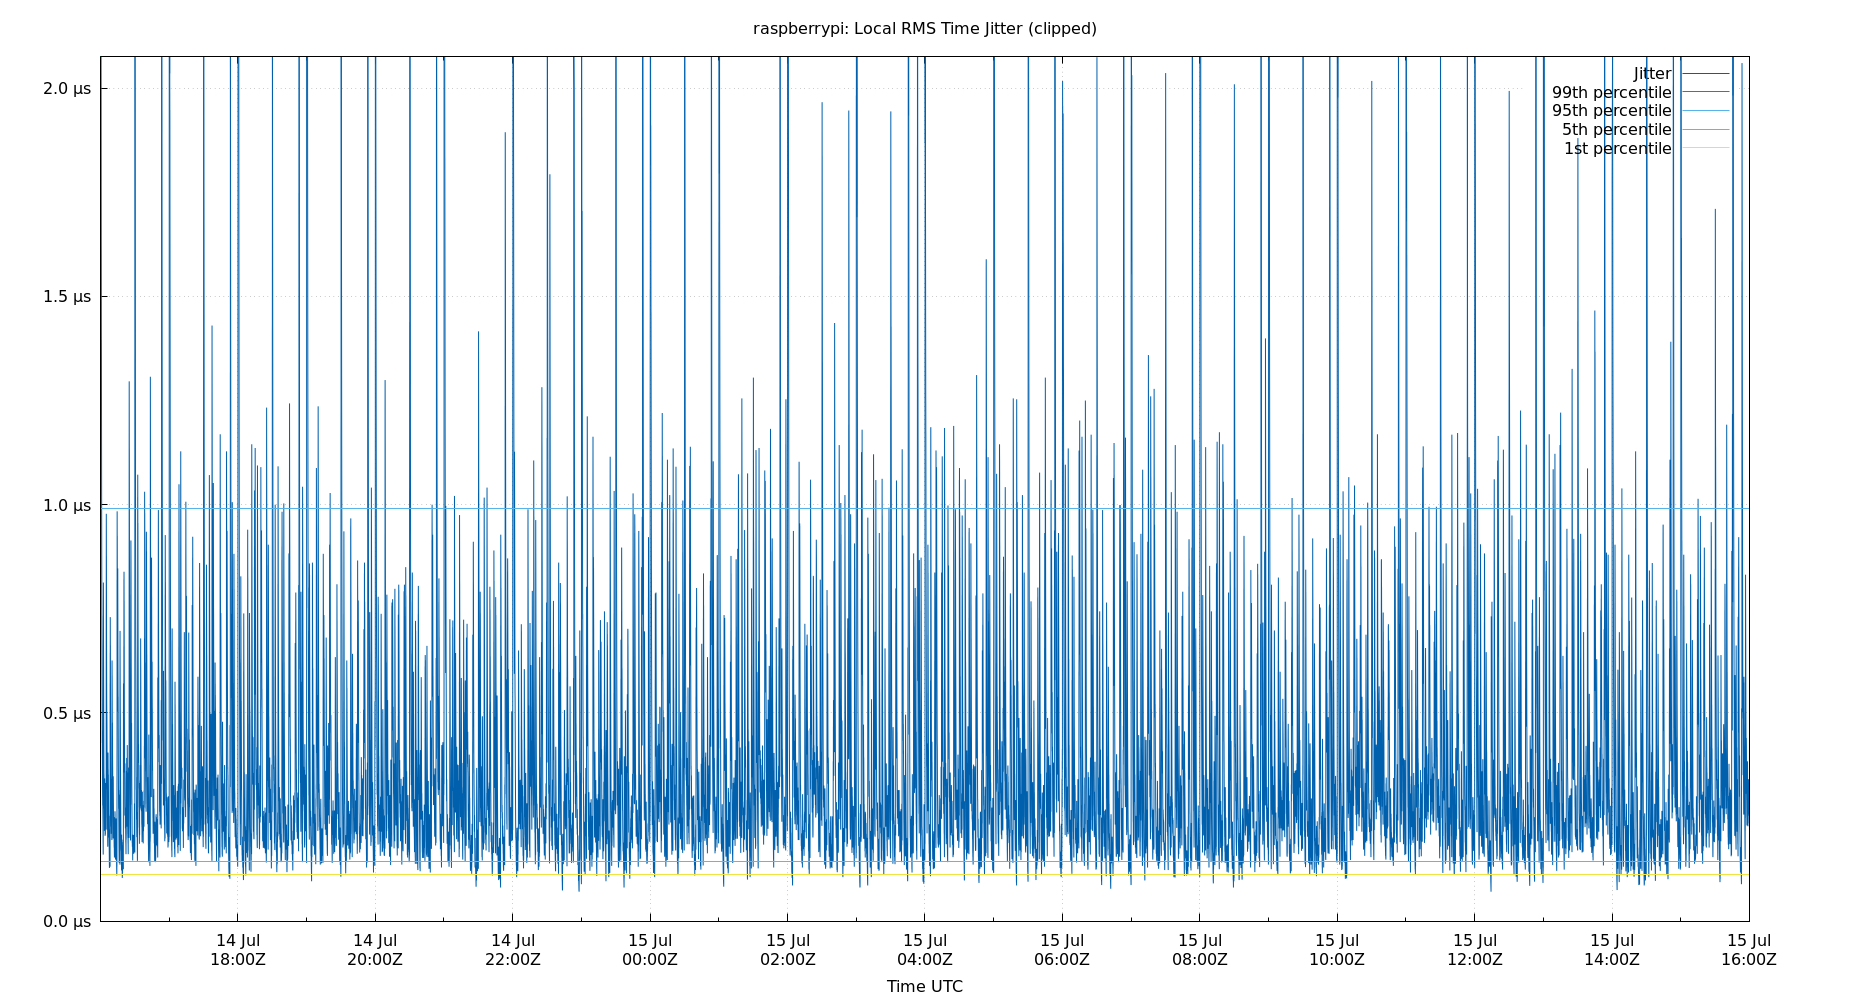 raspberrypi: Local RMS Time Jitter (clipped)
2.0 µs
1.5 µs
1.0 µs
0.5 µs
0.0 µs
Jitter
99th percentile
95th percentile
5th percentile
1st percentile
14 Jul 14 Jul 14 Jul 15 Jul 15 Jul 15 Jul 15 Jul 15 Jul 15 Jul 15 Jul 15 Jul 15 Jul
18:00Z 20:00Z 22:00Z 00:00Z 02:00Z 04:00Z 06:00Z 08:00Z 10:00Z 12:00Z 14:00Z 16:00Z
Time UTC